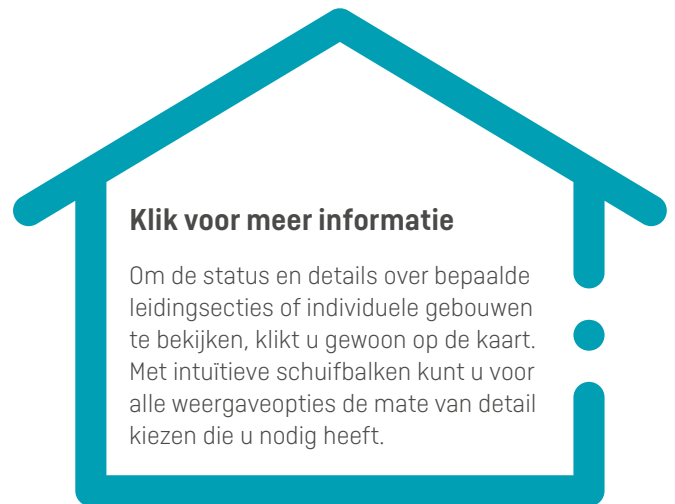 Klik voor meer informatie
Om de status en details over bepaalde
leidingsecties of individuele gebouwen
te bekijken, klikt u gewoon op de kaart.
Met intuïtieve schuifbalken kunt u voor
alle weergaveopties de mate van detail
kiezen die u nodig heeft.